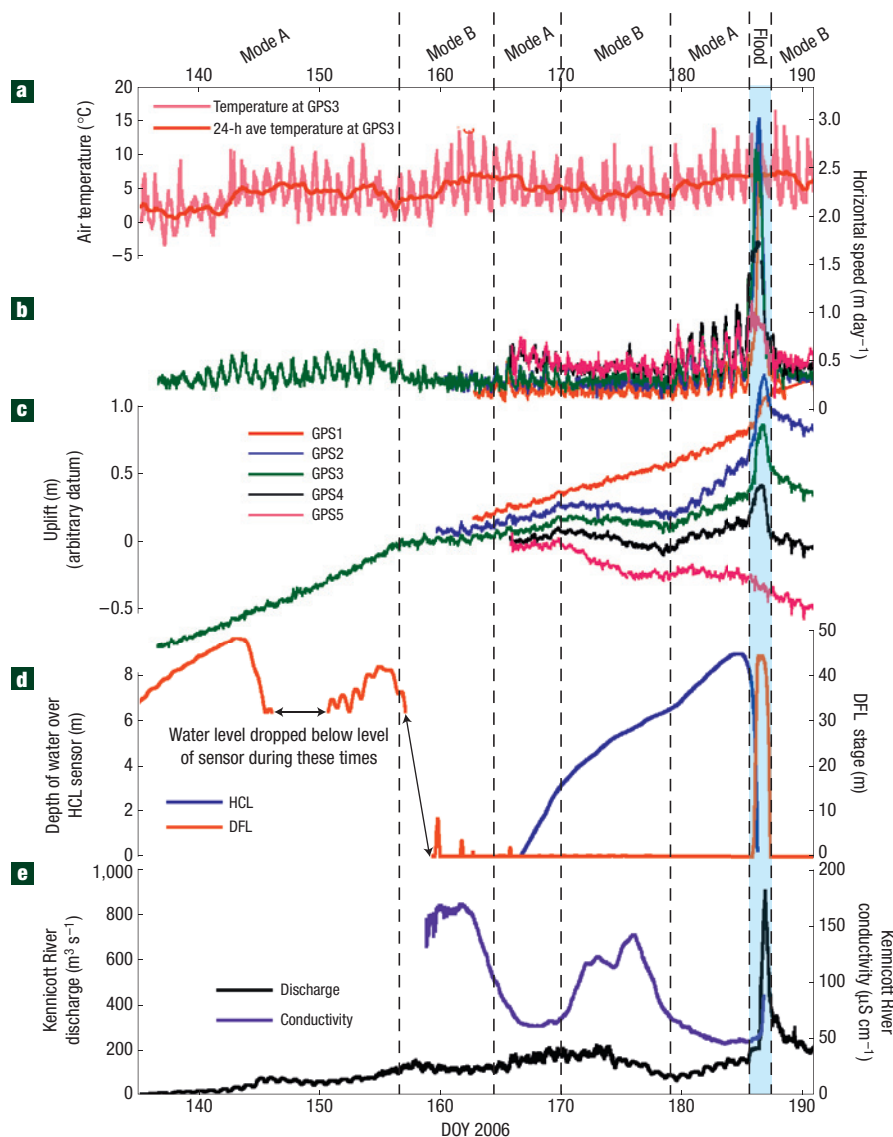 Mode A Mode B Mode A Mode B Mode A Flood Mode B
140 150 160 170 180 190
a
20
15
10
5
0
−5
Air temperature (°C)
Temperature at GPS3
24-h ave temperature at GPS3
3.0
2.5
2.0
1.5
1.0
0.5
0
Horizontal speed (m day⁻¹)
b
c
1.0
0.5
0
−0.5
Uplift (m)
(arbitrary datum)
GPS1
GPS2
GPS3
GPS4
GPS5
d
8
6
4
2
0
Depth of water over
HCL sensor (m)
Water level dropped below level
of sensor during these times
HCL
DFL
50
40
30
20
10
0
DFL
stage (m)
e
1,000
800
600
400
200
0
Kennicott River
discharge (m³ s⁻¹)
Discharge
Conductivity
200
150
100
50
0
Kennicott River
conductivity (μS cm⁻¹)
140 150 160 170 180 190
DOY 2006